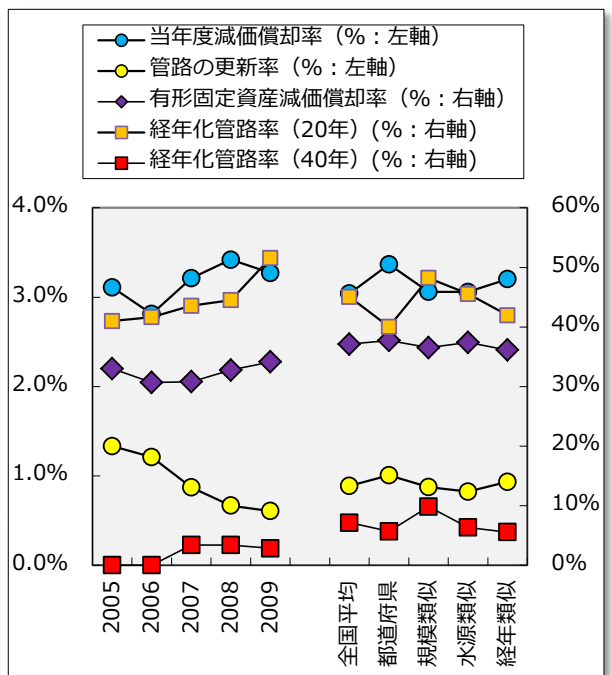 当年度減価償却率（%：左軸）
管路の更新率（%：左軸）
有形固定資産減価償却率（%：右軸）
経年化管路率（20年）(%：右軸）
経年化管路率（40年）(%：右軸）
4.0%
3.0%
2.0%
1.0%
0.0%
60%
50%
40%
30%
20%
10%
0%
2005
2006
2007
2008
2009
全国平均
都道府県
規模類似
水源類似
経年類似